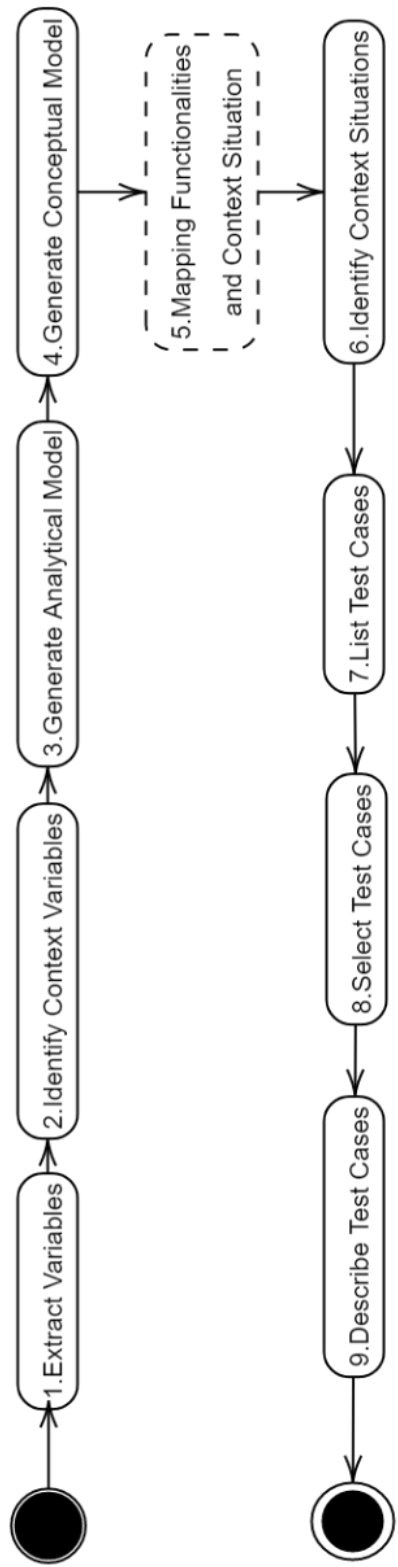 1.Extract Variables
2.Identify Context Variables
3.Generate Analytical Model
4.Generate Conceptual Model
5.Mapping Functionalities
and Context Situation
6.Identify Context Situations
7.List Test Cases
8.Select Test Cases
9.Describe Test Cases